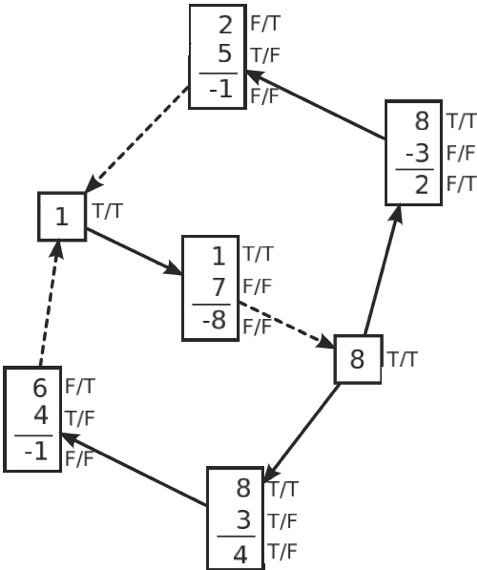 2 F/T
5 T/F
-1 F/F
8 T/T
-3 F/F
2 F/T
1 T/T
1 T/T
7 F/F
-8 F/F
8 T/T
6 F/T
4 T/F
-1 F/F
8 T/T
3 T/F
4 T/F